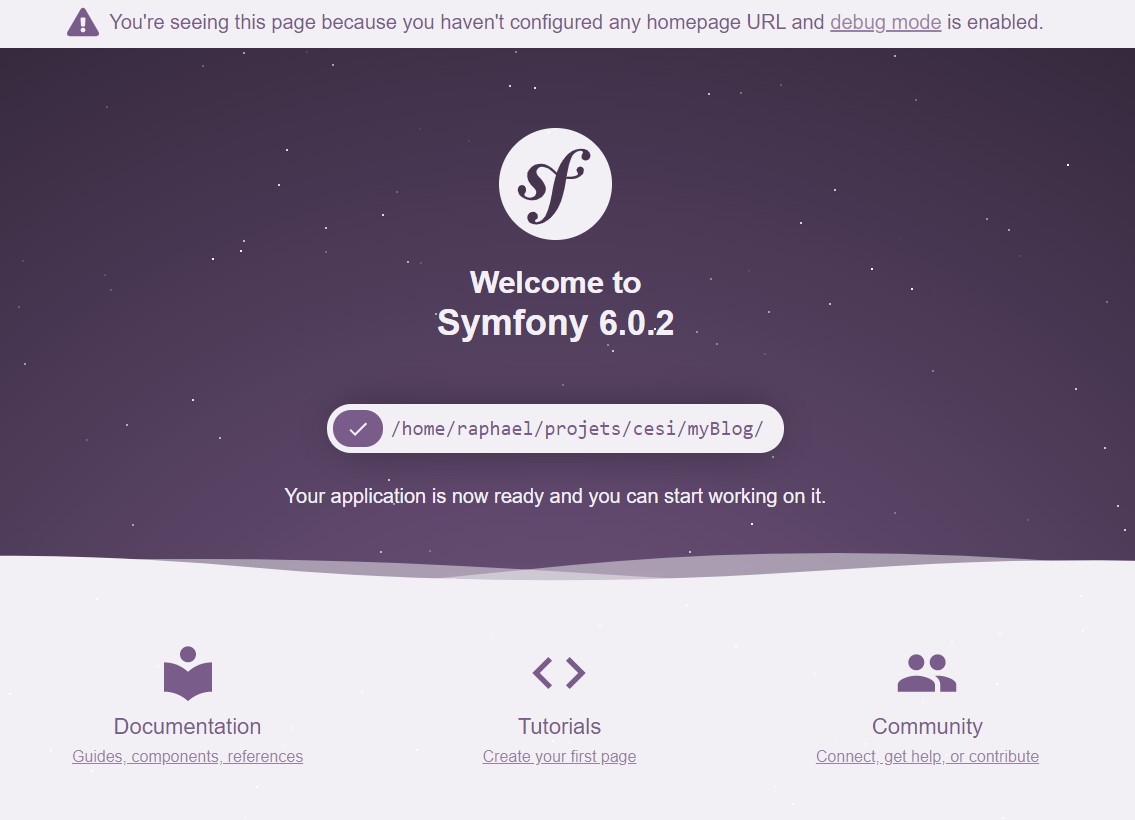 You're seeing this page because you haven't configured any homepage URL and debug mode is enabled.
sf
Welcome to
Symfony 6.0.2
/home/raphael/projets/cesi/myBlog/
Your application is now ready and you can start working on it.
Documentation
Guides, components, references
Tutorials
Create your first page
Community
Connect, get help, or contribute